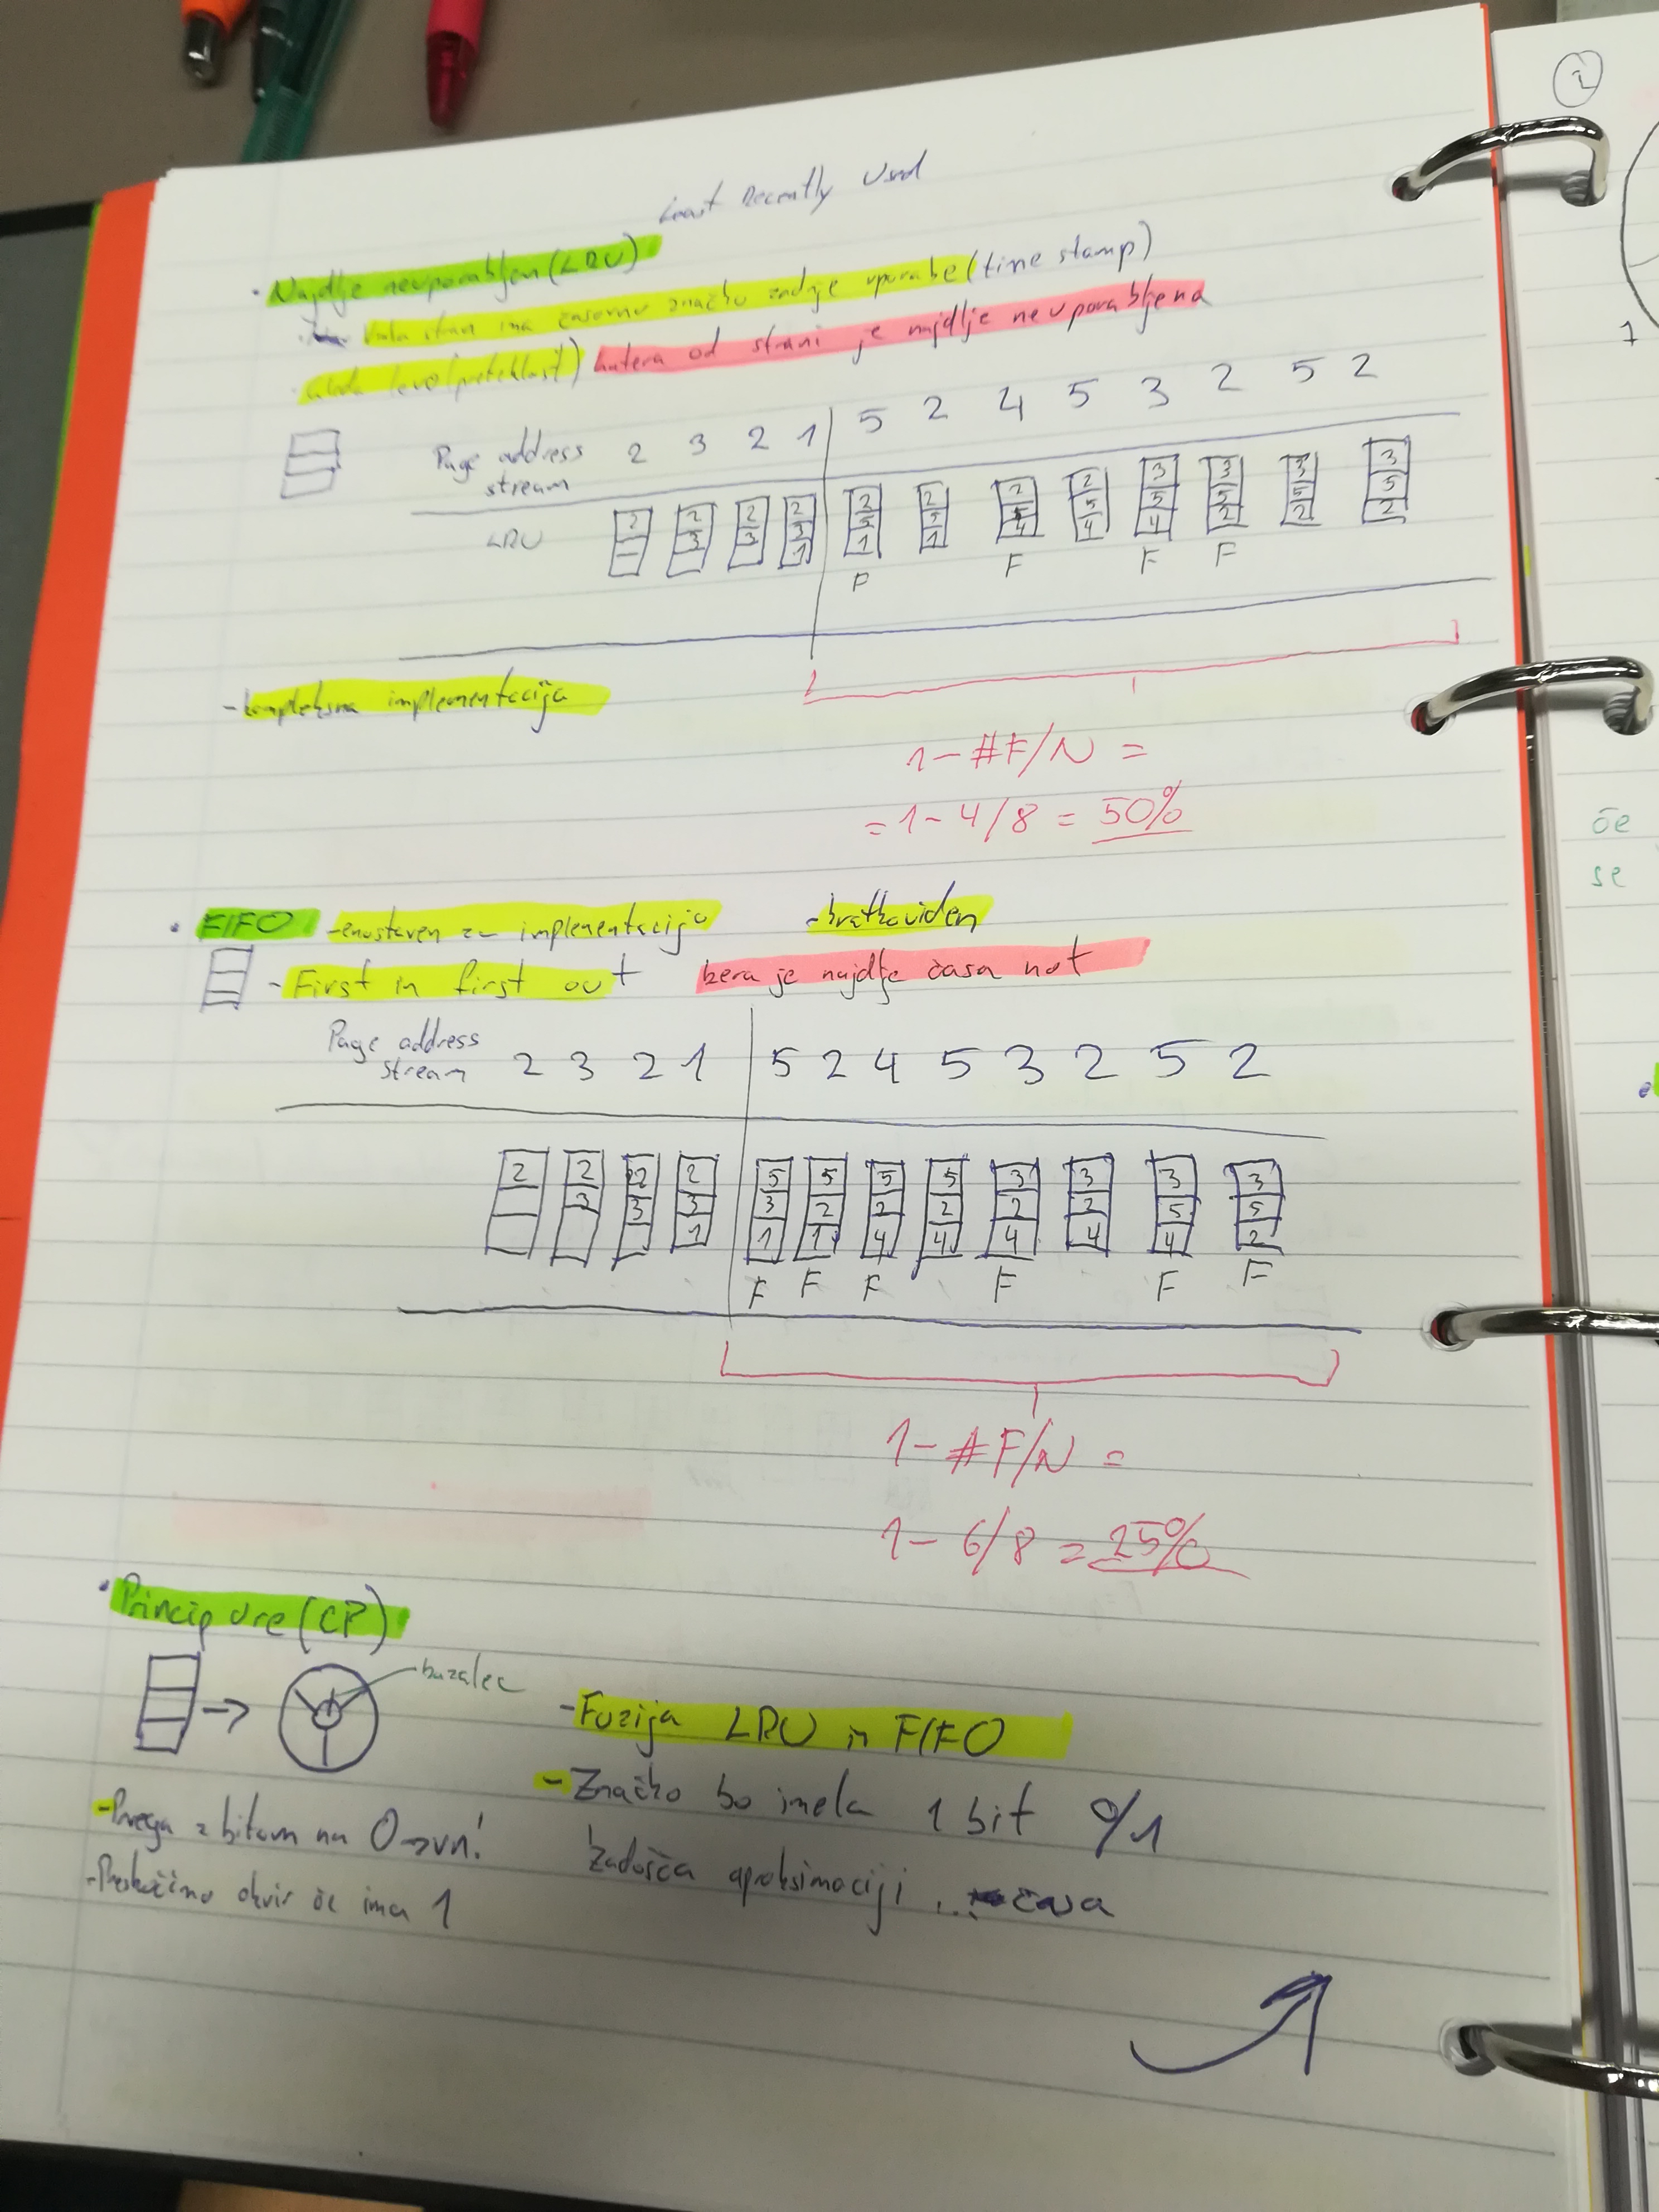 Least Recently Used
• Najdlje neuporabljen (LRU)
vsaka stran ima časovno značko zadnje uporabe (time stamp)
gleda levo (preteklost) katera od strani je najdlje neuporabljena
Page address stream 2 3 2 1 5 2 4 5 3 2 5 2
LRU
2 2 2 2 2 2 2 2 3 3 3 3
3 3 3 5 5 5 5 5 5 5 5
1 1 1 4 4 4 2 2 2
F F F F
- kompleksna implementacija
1 - #F/N =
= 1 - 4/8 = 50%
• FIFO - enostaven za implementacijo - kratkoviden
- First in first out kera je najdlje časa not
Page address stream 2 3 2 1 5 2 4 5 3 2 5 2
2 2 2 2 5 5 5 5 3 3 3 3
3 3 3 3 2 2 2 2 2 5 5
1 1 1 4 4 4 4 4 2
F F F F F F
1 - #F/N =
1 - 6/8 = 25%
• Princip ure (CP)
kazalec
- Fuzija LRU in FIFO
- Značko bo imela 1 bit 0/1
zadošča aproksimaciji ... časa
- Prvega z bitom na 0 → vn!
- Preskočimo okvir če ima 1
2
1
če
se